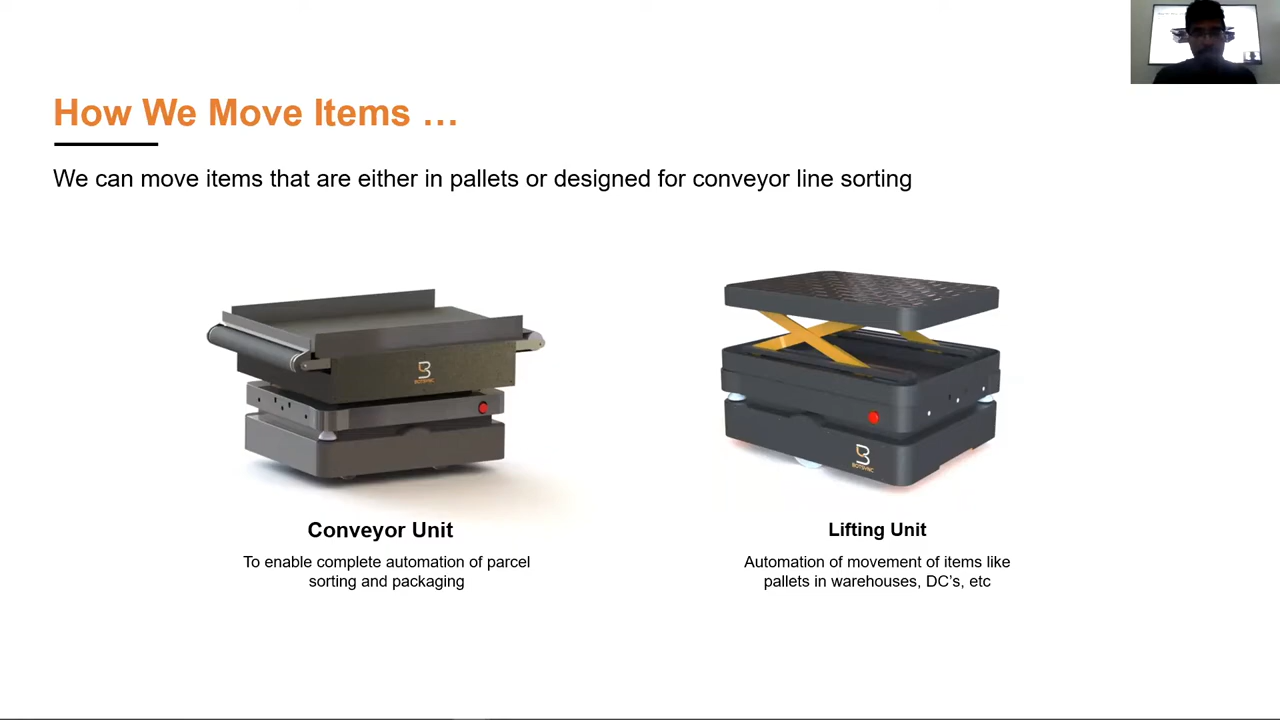 How We Move Items …
We can move items that are either in pallets or designed for conveyor line sorting
BOTSYNC
BOTSYNC
Conveyor Unit
To enable complete automation of parcel
sorting and packaging
Lifting Unit
Automation of movement of items like
pallets in warehouses, DC's, etc